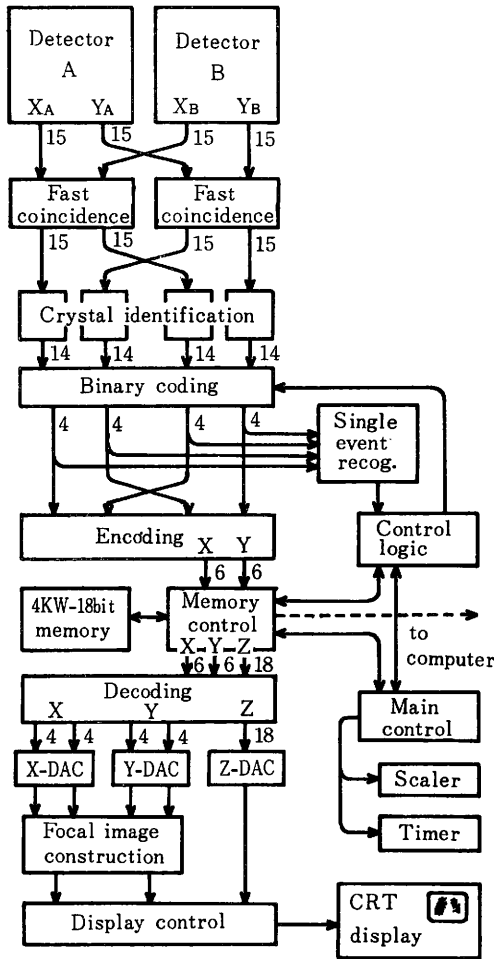 Detector Detector
A B
XA YA XB YB
15 15 15 15
Fast coincidence Fast coincidence
15 15 15 15
Crystal identification
14 14 14 14
Binary coding
4 4 4 4
Single
event
recog.
Encoding X Y
Control
logic
6 6
4KW-18bit
memory
Memory
control
X Y Z
to
computer
6 6 18
Decoding
X Y Z
Main
control
4 4 4 4 18
X-DAC Y-DAC Z-DAC
Scaler
Timer
Focal image
construction
Display control
CRT
display